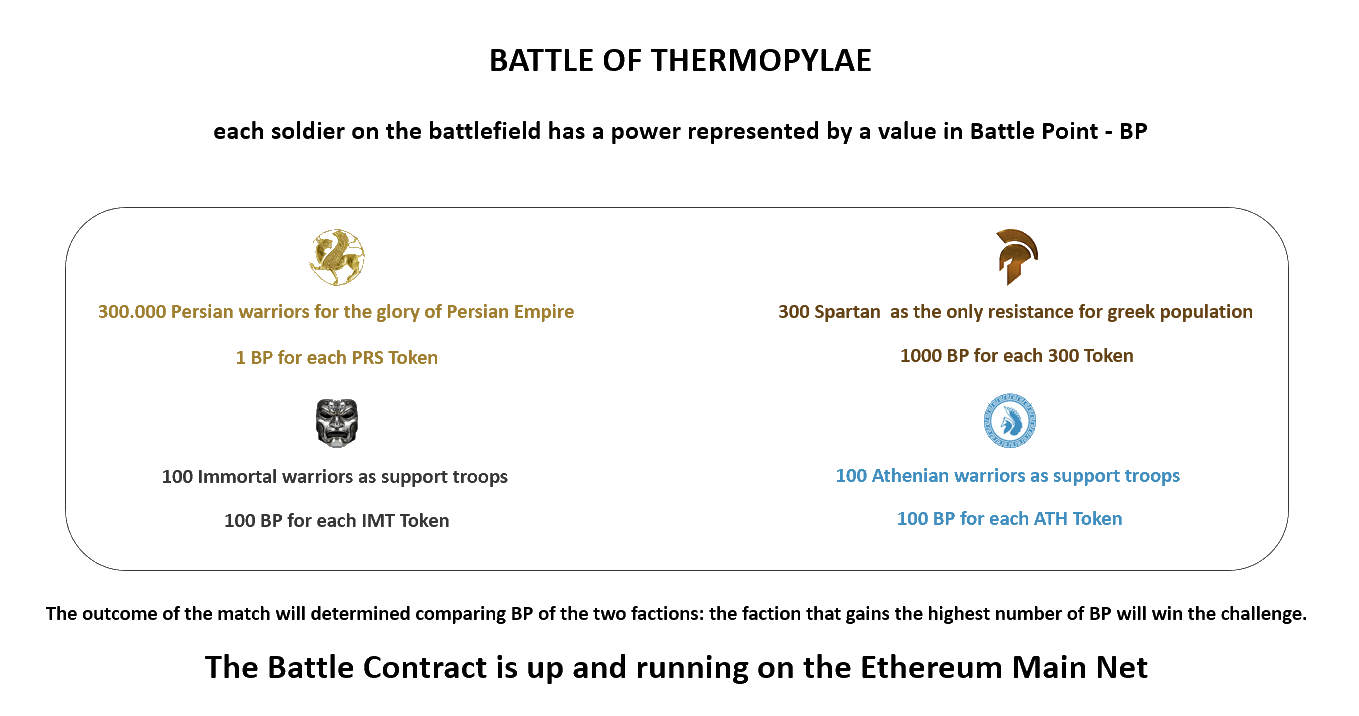 BATTLE OF THERMOPYLAE
each soldier on the battlefield has a power represented by a value in Battle Point - BP
300.000 Persian warriors for the glory of Persian Empire
1 BP for each PRS Token
100 Immortal warriors as support troops
100 BP for each IMT Token
300 Spartan  as the only resistance for greek population
1000 BP for each 300 Token
100 Athenian warriors as support troops
100 BP for each ATH Token
The outcome of the match will determined comparing BP of the two factions: the faction that gains the highest number of BP will win the challenge.
The Battle Contract is up and running on the Ethereum Main Net